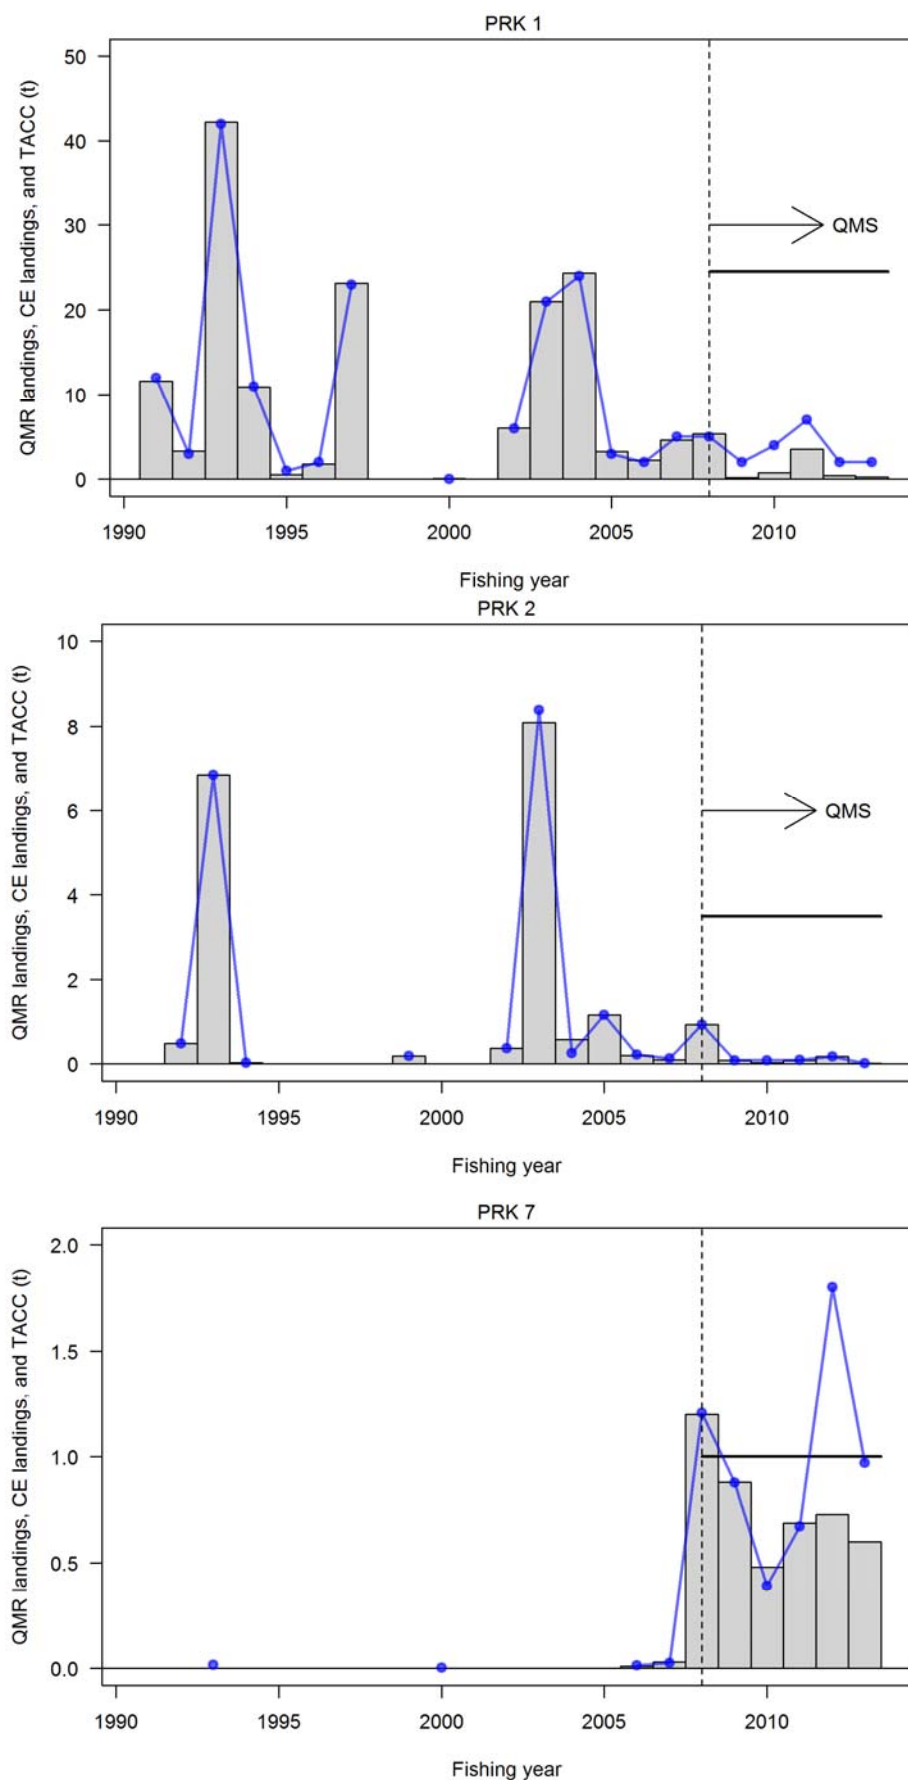 PRK 1
QMR landings, CE landings, and TACC (t)
50
40
30
20
10
0
QMS
1990 1995 2000 2005 2010
Fishing year
PRK 2
QMR landings, CE landings, and TACC (t)
10
8
6
4
2
0
QMS
1990 1995 2000 2005 2010
Fishing year
PRK 7
QMR landings, CE landings, and TACC (t)
2.0
1.5
1.0
0.5
0.0
1990 1995 2000 2005 2010
Fishing year